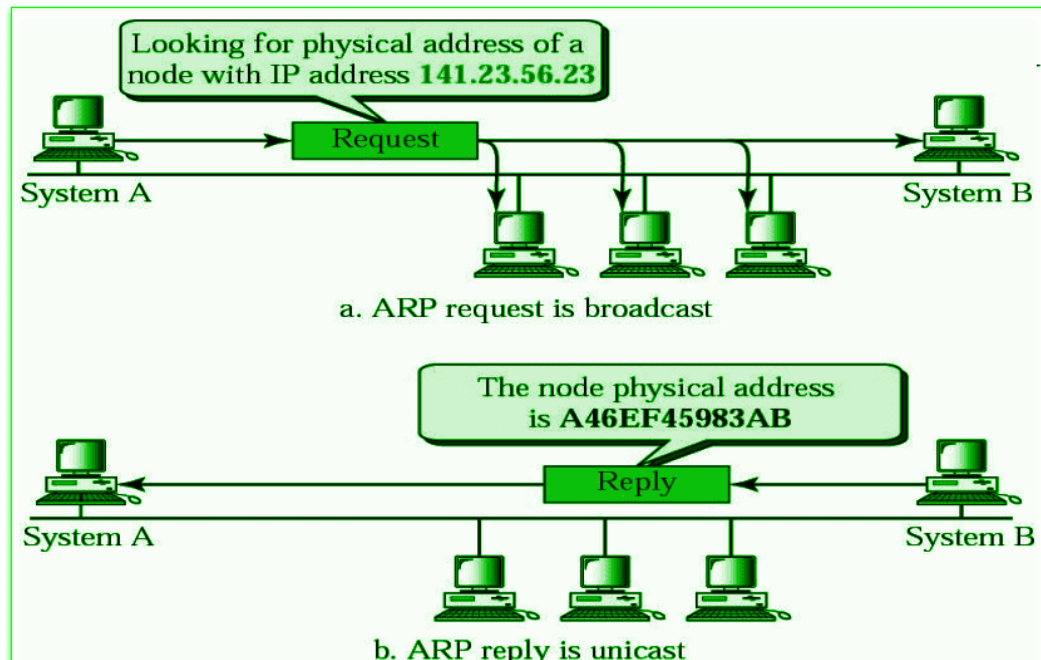 Looking for physical address of a
node with IP address 141.23.56.23
Request
System A
System B
a. ARP request is broadcast
The node physical address
is A46EF45983AB
Reply
System A
System B
b. ARP reply is unicast